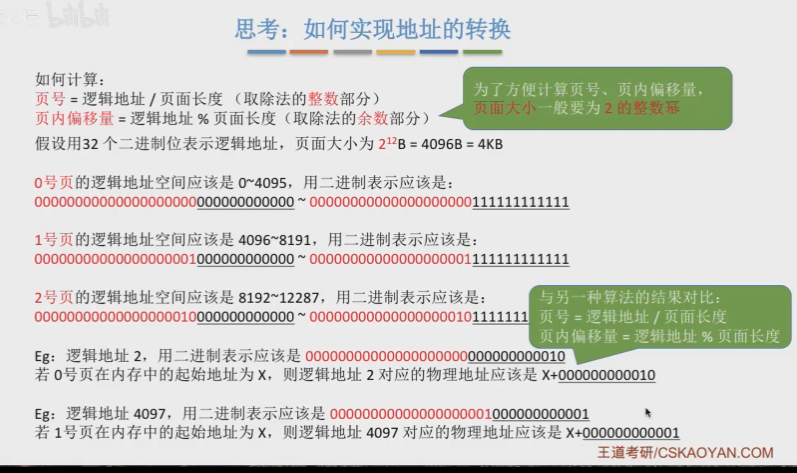 思考：如何实现地址的转换
如何计算：
页号 = 逻辑地址 / 页面长度 （取除法的整数部分）
页内偏移量 = 逻辑地址 % 页面长度（取除法的余数部分）
为了方便计算页号、页内偏移量，
页面大小一般要为 2 的整数幂
假设用32 个二进制位表示逻辑地址，页面大小为 2¹²B = 4096B = 4KB
0号页的逻辑地址空间应该是 0~4095，用二进制表示应该是：
00000000000000000000000000000000 ~ 00000000000000000000111111111111
1号页的逻辑地址空间应该是 4096~8191，用二进制表示应该是：
00000000000000000001000000000000 ~ 00000000000000000001111111111111
2号页的逻辑地址空间应该是 8192~12287，用二进制表示应该是：
00000000000000000010000000000000 ~ 000000000000000000101111111
与另一种算法的结果对比：
页号 = 逻辑地址 / 页面长度
页内偏移量 = 逻辑地址 % 页面长度
Eg：逻辑地址 2，用二进制表示应该是 00000000000000000000000000000010
若 0号页在内存中的起始地址为 X，则逻辑地址 2 对应的物理地址应该是 X+000000000010
Eg：逻辑地址 4097，用二进制表示应该是 00000000000000000001000000000001
若 1号页在内存中的起始地址为 X，则逻辑地址 4097 对应的物理地址应该是 X+000000000001
王道考研/CSKAOYAN.COM